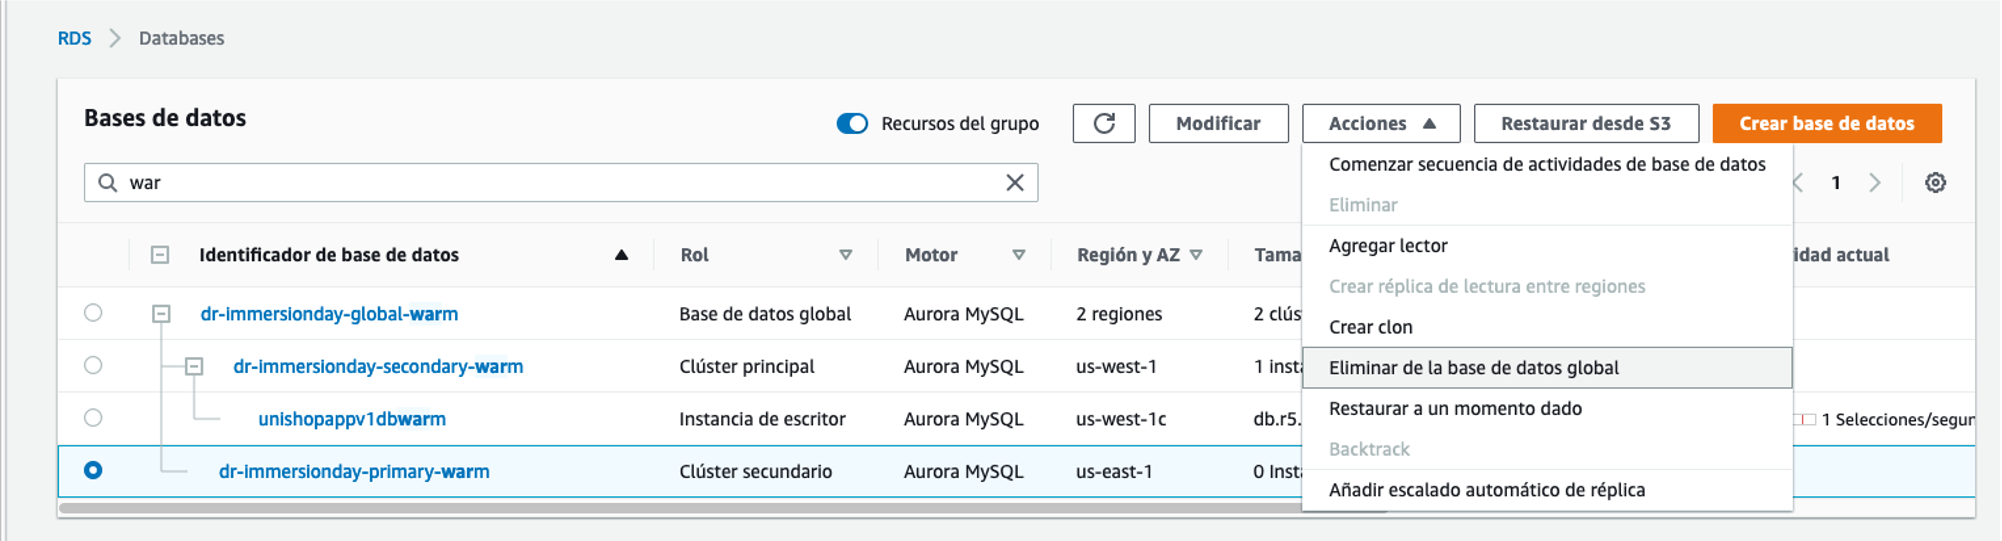 RDS > Databases
Bases de datos
Recursos del grupo
Modificar
Acciones
Restaurar desde S3
Crear base de datos
war
1
Comenzar secuencia de actividades de base de datos
Eliminar
Agregar lector
Crear réplica de lectura entre regiones
Crear clon
Eliminar de la base de datos global
Restaurar a un momento dado
Backtrack
Añadir escalado automático de réplica
Identificador de base de datos Rol Motor Región y AZ Tama idad actual
dr-immersionday-global-warm Base de datos global Aurora MySQL 2 regiones 2 clús
dr-immersionday-secondary-warm Clúster principal Aurora MySQL us-west-1 1 insta
unishopappv1dbwarm Instancia de escritor Aurora MySQL us-west-1c db.r5. 1 Selecciones/segun
dr-immersionday-primary-warm Clúster secundario Aurora MySQL us-east-1 0 Insta